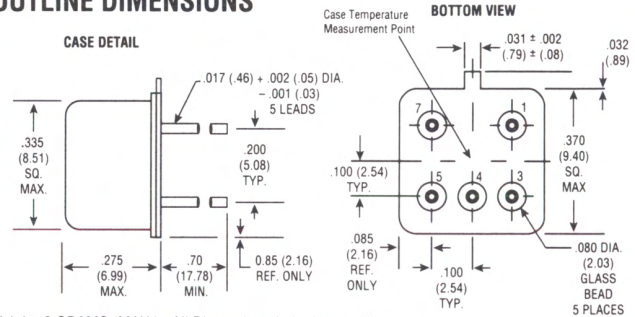 OUTLINE DIMENSIONS
CASE DETAIL
.017 (.46) + .002 (.05) DIA.
– .001 (.03)
5 LEADS
.335
(8.51)
SQ.
MAX.
.200
(5.08)
TYP.
.275
(6.99)
MAX.
.70
(17.78)
MIN.
0.85 (2.16)
REF. ONLY
BOTTOM VIEW
Case Temperature
Measurement Point
.031 ± .002
(.79) ± (.08)
.032
(.89)
7
1
.370
(9.40)
SQ.
MAX
.100 (2.54)
TYP.
5
4
3
.085
(2.16)
REF.
ONLY
.100
(2.54)
TYP.
.080 DIA.
(2.03)
GLASS
BEAD
5 PLACES